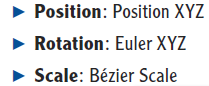 ► Position: Position XYZ
► Rotation: Euler XYZ
► Scale: Bézier Scale